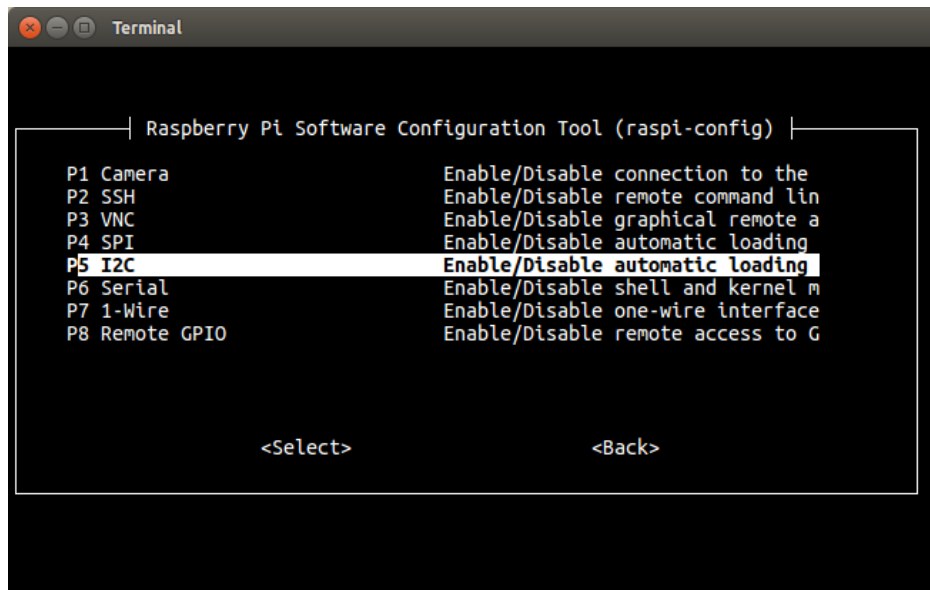 Terminal
Raspberry Pi Software Configuration Tool (raspi-config)
P1 Camera Enable/Disable connection to the
P2 SSH Enable/Disable remote command lin
P3 VNC Enable/Disable graphical remote a
P4 SPI Enable/Disable automatic loading
P5 I2C Enable/Disable automatic loading
P6 Serial Enable/Disable shell and kernel m
P7 1-Wire Enable/Disable one-wire interface
P8 Remote GPIO Enable/Disable remote access to G
<Select> <Back>